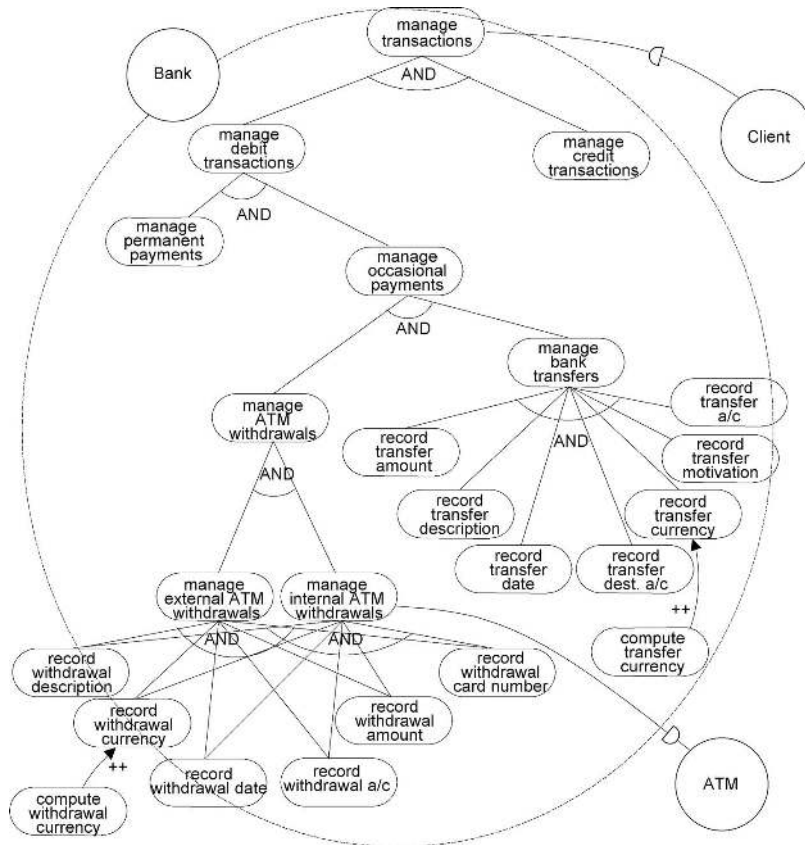 manage
transactions
Bank
AND
Client
manage
debit
transactions
manage
credit
transactions
AND
manage
permanent
payments
manage
occasional
payments
AND
manage
bank
transfers
record
transfer
a/c
manage
ATM
withdrawals
record
transfer
amount
AND
record
transfer
motivation
AND
record
transfer
description
record
transfer
currency
record
transfer
date
record
transfer
dest. a/c
manage
external ATM
withdrawals
manage
internal ATM
withdrawals
++
AND
AND
compute
transfer
currency
record
withdrawal
description
record
withdrawal
card number
record
withdrawal
currency
record
withdrawal
amount
++
record
withdrawal date
record
withdrawal a/c
ATM
compute
withdrawal
currency